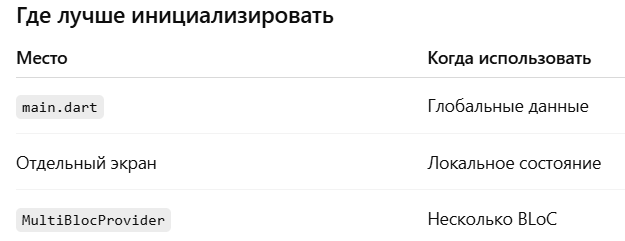 Где лучше инициализировать
Место Когда использовать
main.dart Глобальные данные
Отдельный экран Локальное состояние
MultiBlocProvider Несколько BLoC